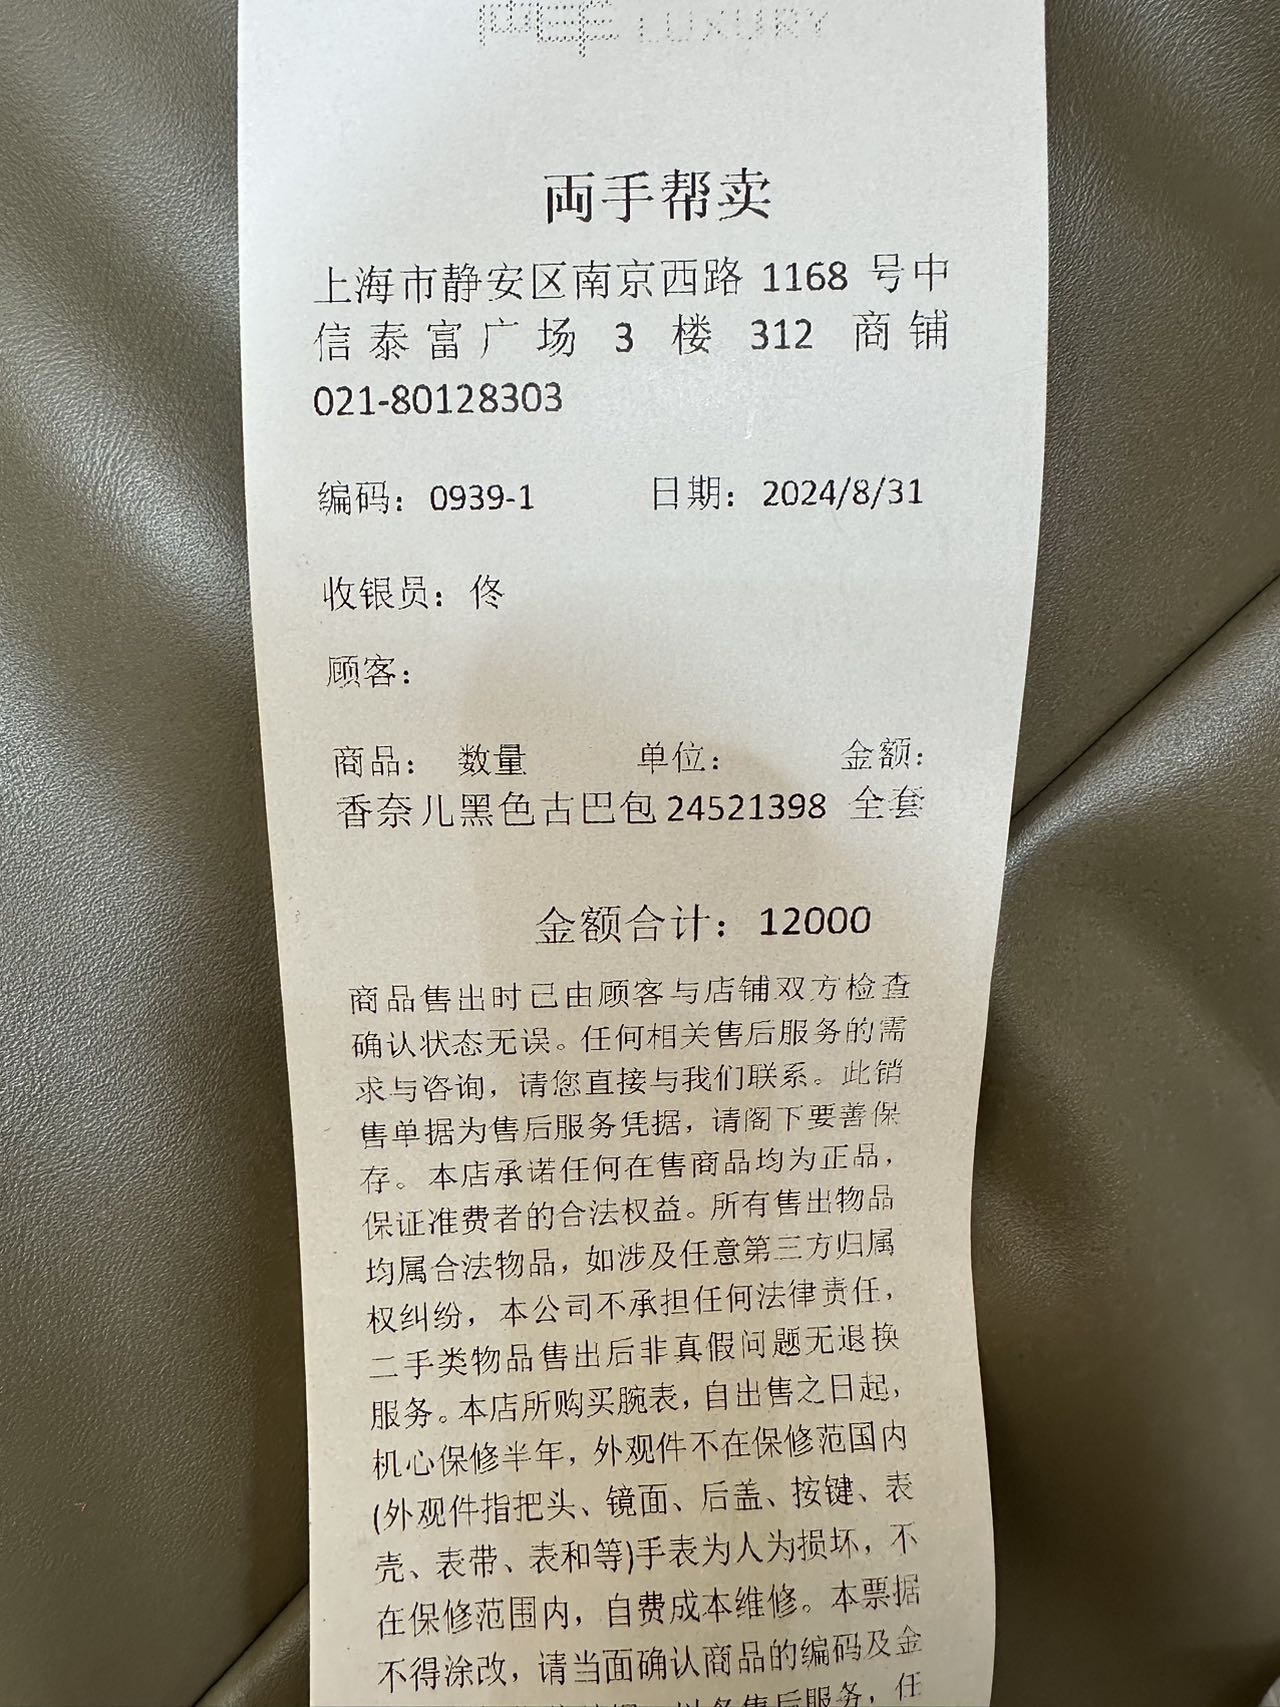 LUXURY
両手帮卖
上海市静安区南京西路 1168 号中
信泰富广场 3 楼 312 商铺
021-80128303
编码：0939-1 日期：2024/8/31
收银员：佟
顾客：
商品： 数量 单位： 金额：
香奈儿黑色古巴包 24521398 全套
金额合计：12000
商品售出时已由顾客与店铺双方检查
确认状态无误。任何相关售后服务的需
求与咨询，请您直接与我们联系。此销
售单据为售后服务凭据，请阁下要善保
存。本店承诺任何在售商品均为正品，
保证准费者的合法权益。所有售出物品
均属合法物品，如涉及任意第三方归属
权纠纷，本公司不承担任何法律责任，
二手类物品售出后非真假问题无退换
服务。本店所购买腕表，自出售之日起，
机心保修半年，外观件不在保修范围内
(外观件指把头、镜面、后盖、按键、表
壳、表带、表和等)手表为人为损坏，不
在保修范围内，自费成本维修。本票据
不得涂改，请当面确认商品的编码及金
售后服务，任